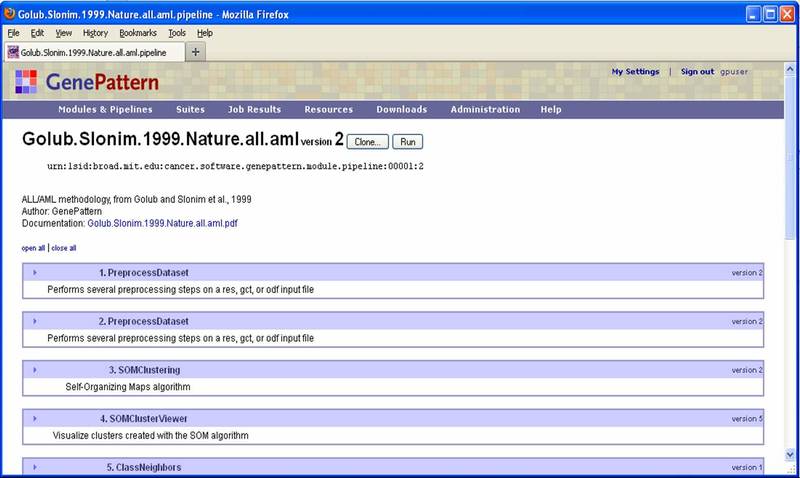 Golub.Slonim.1999.Nature.all.aml.pipeline - Mozilla Firefox
File Edit View History Bookmarks Tools Help
Golub.Slonim.1999.Nature.all.aml.pipeline +
GenePattern
My Settings | Sign out gpuser
Modules & Pipelines Suites Job Results Resources Downloads Administration Help
Golub.Slonim.1999.Nature.all.aml version 2 Clone... Run
urn:lsid:broad.mit.edu:cancer.software.genepattern.module.pipeline:00001:2
ALL/AML methodology, from Golub and Slonim et al., 1999
Author: GenePattern
Documentation: Golub.Slonim.1999.Nature.all.aml.pdf
open all | close all
1. PreprocessDataset version 2
Performs several preprocessing steps on a res, gct, or odf input file
2. PreprocessDataset version 2
Performs several preprocessing steps on a res, gct, or odf input file
3. SOMClustering version 2
Self-Organizing Maps algorithm
4. SOMClusterViewer version 5
Visualize clusters created with the SOM algorithm
5. ClassNeighbors version 1